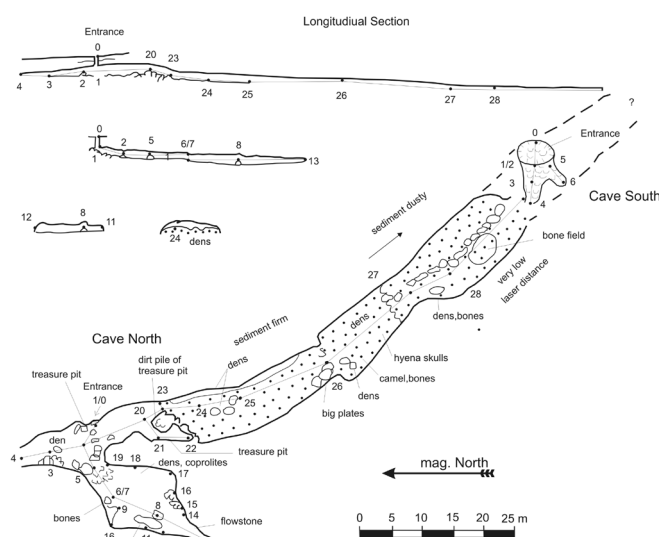 Longitudiual Section
Entrance
0
20
23
4
3
2
1
24
25
26
27
28
?
0
2
5
6/7
8
1
13
12
8
11
24
dens
0
Entrance
1/2
5
3
6
4
Cave South
sediment dusty
bone field
27
very low
laser distance
28
dens,bones
sediment firm
dens
Cave North
dirt pile of
treasure pit
dens
hyena skulls
treasure pit
camel,bones
Entrance
1/0
23
26
dens
20
24
25
big plates
den
21
22
treasure pit
4
3
5
19
18
dens, coprolites
17
mag. North
6/7
16
bones
9
8
15
14
flowstone
16
11
0 5 10 15 20 25 m